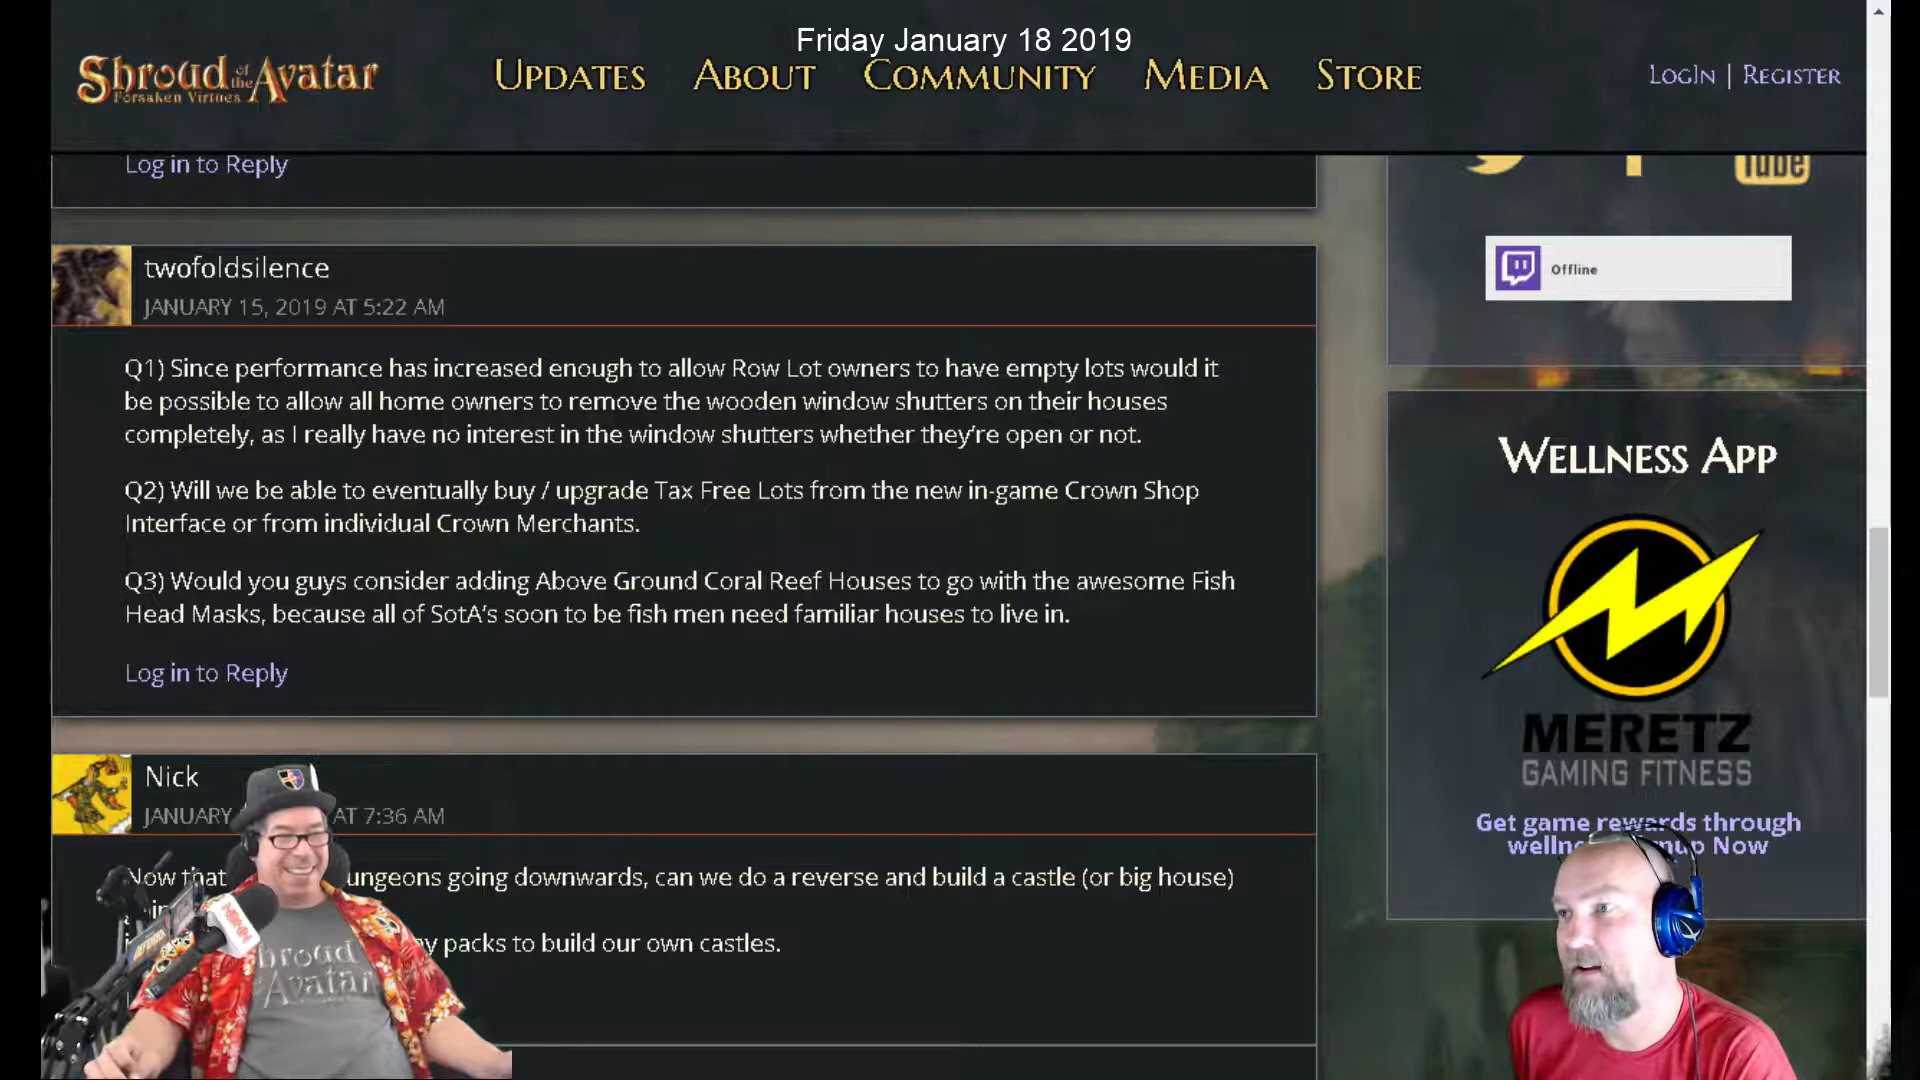 Friday January 18 2019
Shroud of the Avatar
Forsaken Virtues
Updates
About
Community
Media
Store
LogIn | Register
Log in to Reply
Tube
twofoldsilence
JANUARY 15, 2019 AT 5:22 AM
Offline
Q1) Since performance has increased enough to allow Row Lot owners to have empty lots would it
be possible to allow all home owners to remove the wooden window shutters on their houses
completely, as I really have no interest in the window shutters whether they're open or not.
Q2) Will we be able to eventually buy / upgrade Tax Free Lots from the new in-game Crown Shop
Interface or from individual Crown Merchants.
Q3) Would you guys consider adding Above Ground Coral Reef Houses to go with the awesome Fish
Head Masks, because all of SotA's soon to be fish men need familiar houses to live in.
Log in to Reply
Wellness App
MERETZ
GAMING FITNESS
Get game rewards through
Now
Nick
JANUARY AT 7:36 AM
Now that going downwards, can we do a reverse and build a castle (or big house)
packs to build our own castles.
Shroud
Avatar